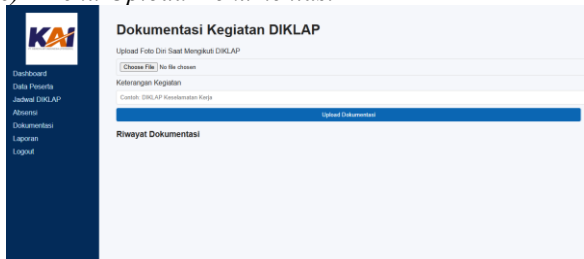 KAI
Dokumentasi Kegiatan DIKLAP
Upload Foto Diri Saat Mengikuti DIKLAP
Choose File No file chosen
Keterangan Kegiatan
Contoh: DIKLAP Keselamatan Kerja
Upload Dokumentasi
Riwayat Dokumentasi
Dashboard
Data Peserta
Jadwal DIKLAP
Absensi
Dokumentasi
Laporan
Logout